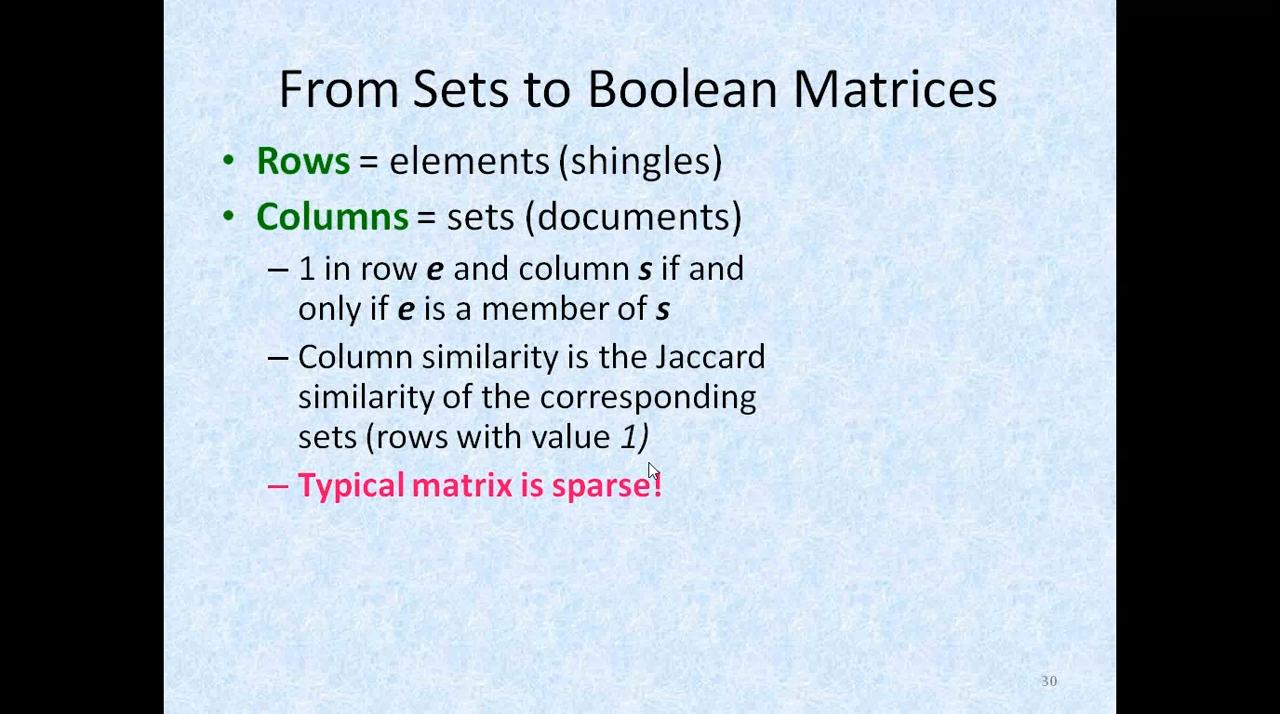 From Sets to Boolean Matrices
• Rows = elements (shingles)
• Columns = sets (documents)
– 1 in row e and column s if and
only if e is a member of s
– Column similarity is the Jaccard
similarity of the corresponding
sets (rows with value 1)
– Typical matrix is sparse!
30